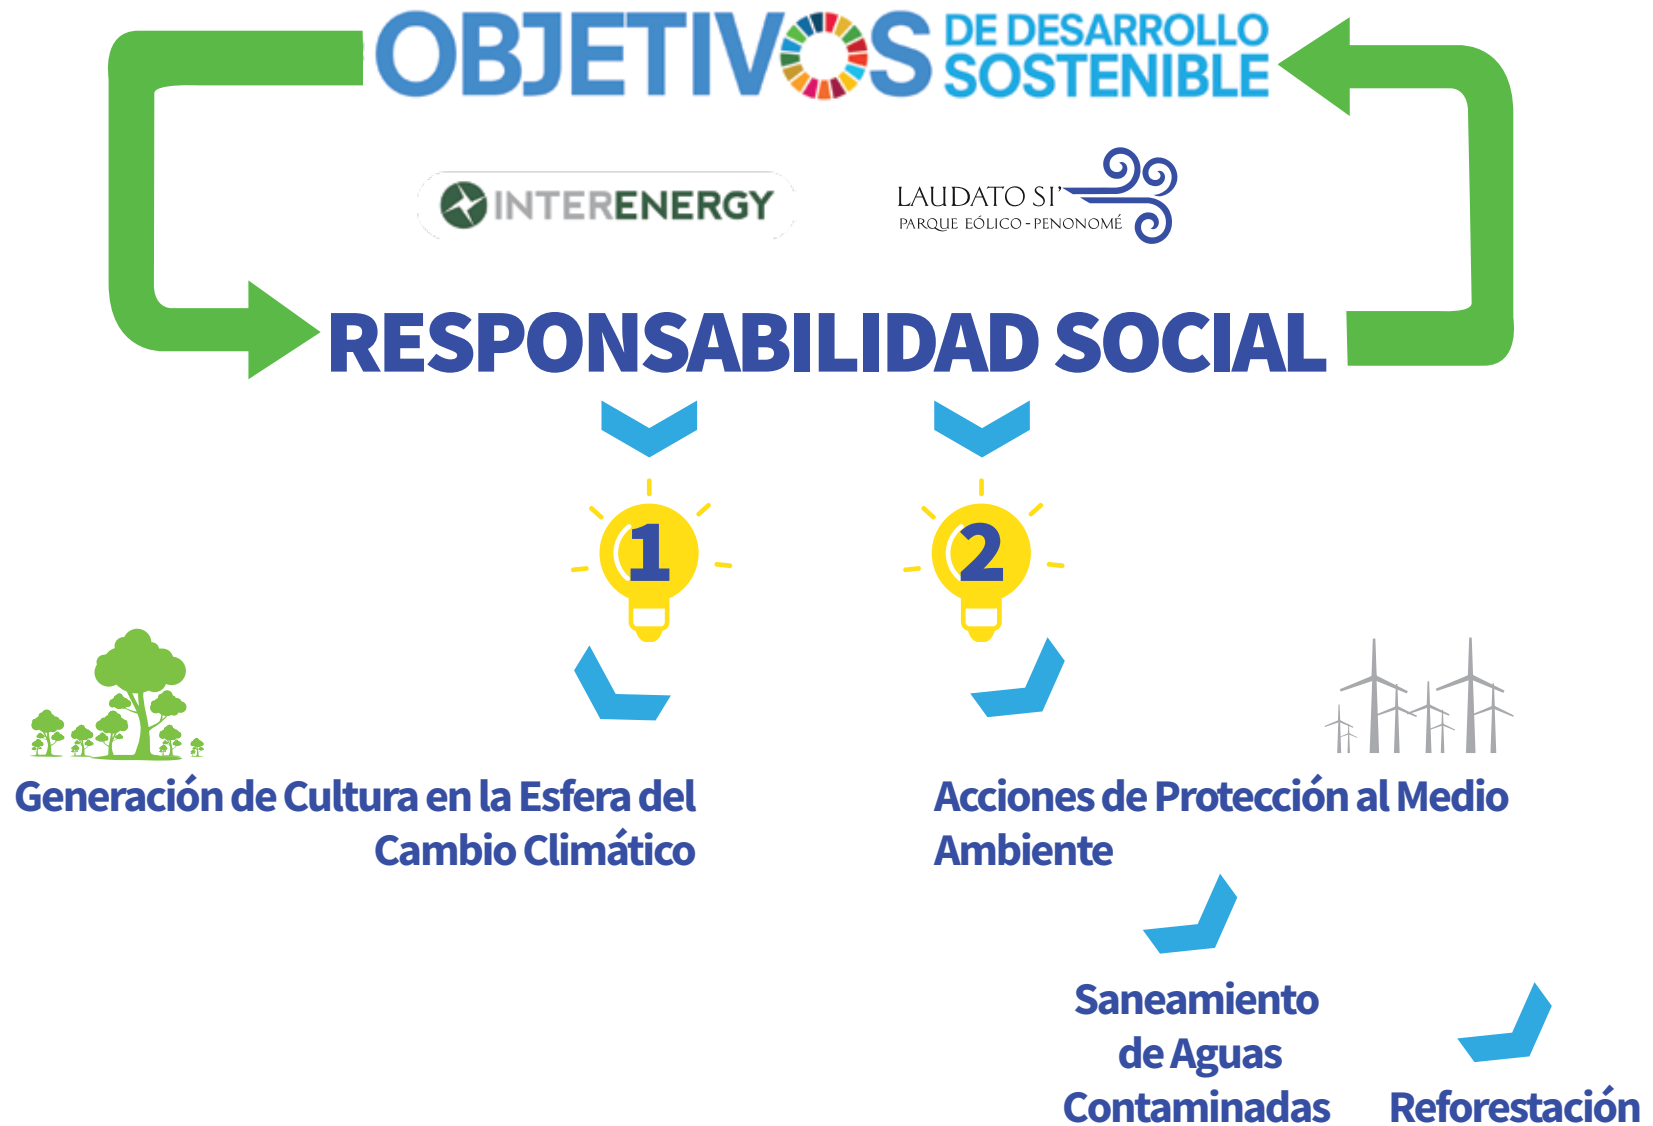 OBJETIVOS DE DESARROLLO
SOSTENIBLE
INTERENERGY
LAUDATO SI'
PARQUE EÓLICO - PENONOMÉ
RESPONSABILIDAD SOCIAL
1
2
Generación de Cultura en la Esfera del
Cambio Climático
Acciones de Protección al Medio
Ambiente
Saneamiento
de Aguas
Contaminadas
Reforestación